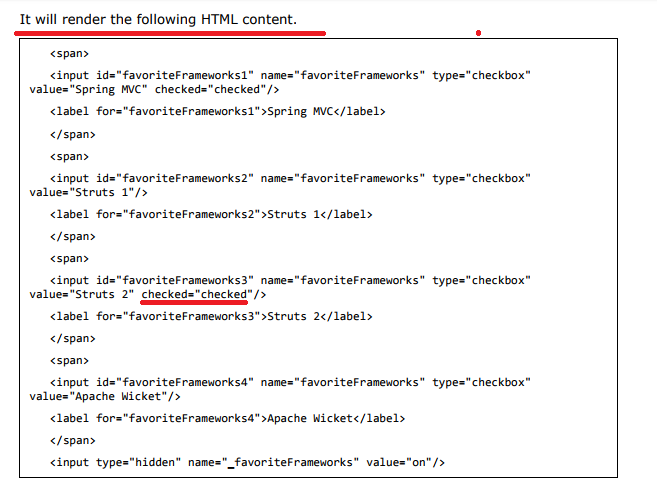 It will render the following HTML content.
<span>
<input id="favoriteFrameworks1" name="favoriteFrameworks" type="checkbox"
value="Spring MVC" checked="checked"/>
<label for="favoriteFrameworks1">Spring MVC</label>
</span>
<span>
<input id="favoriteFrameworks2" name="favoriteFrameworks" type="checkbox"
value="Struts 1"/>
<label for="favoriteFrameworks2">Struts 1</label>
</span>
<span>
<input id="favoriteFrameworks3" name="favoriteFrameworks" type="checkbox"
value="Struts 2" checked="checked"/>
<label for="favoriteFrameworks3">Struts 2</label>
</span>
<span>
<input id="favoriteFrameworks4" name="favoriteFrameworks" type="checkbox"
value="Apache Wicket"/>
<label for="favoriteFrameworks4">Apache Wicket</label>
</span>
<input type="hidden" name="_favoriteFrameworks" value="on"/>